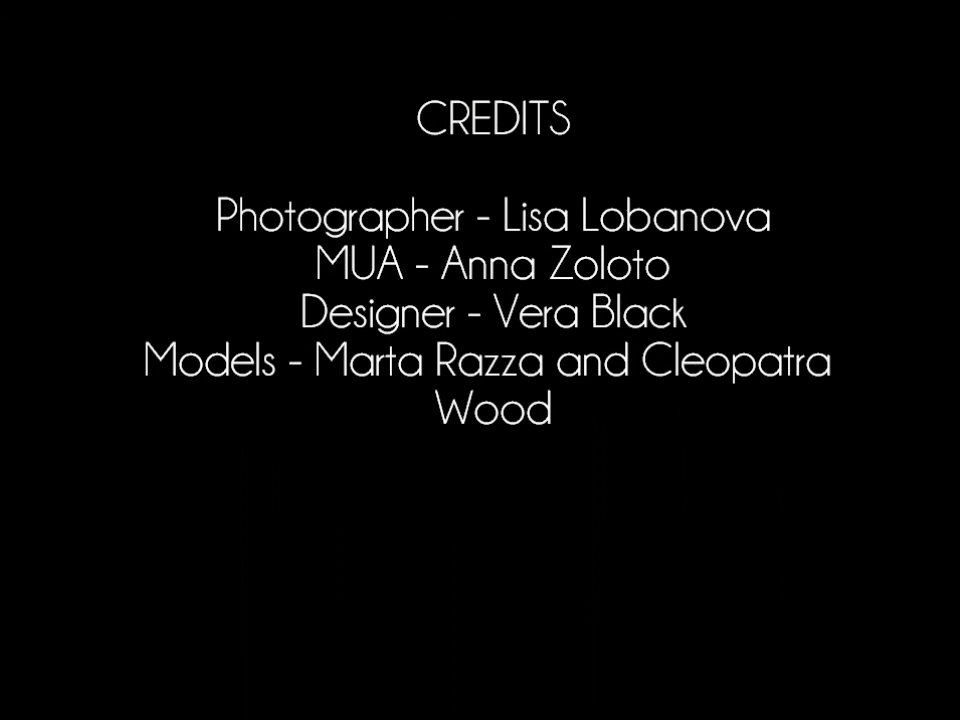 CREDITS
Photographer - Lisa Lobanova
MUA - Anna Zoloto
Designer - Vera Black
Models - Marta Razza and Cleopatra
Wood